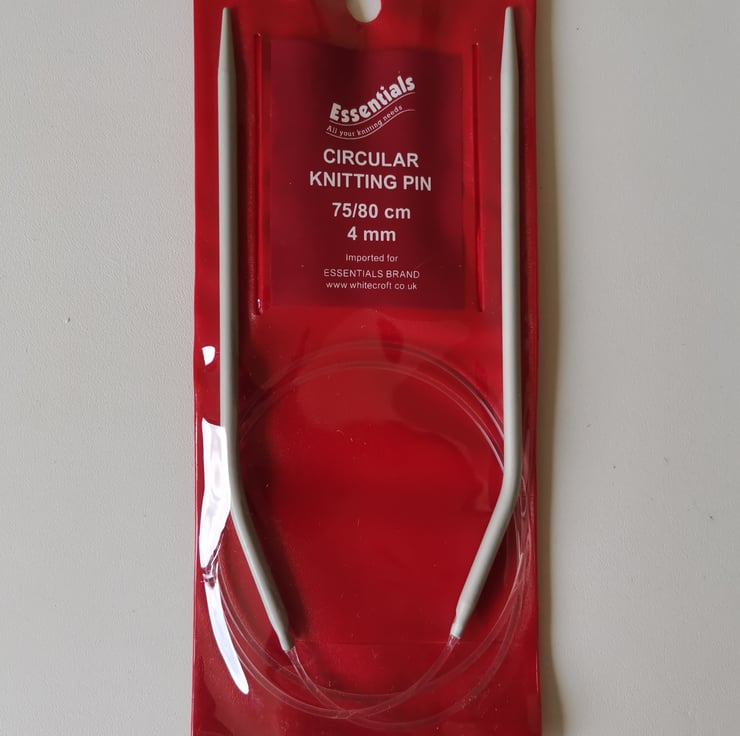 Essentials
All your knitting needs
CIRCULAR
KNITTING PIN
75/80 cm
4 mm
Imported for
ESSENTIALS BRAND
www.whitecroft.co.uk